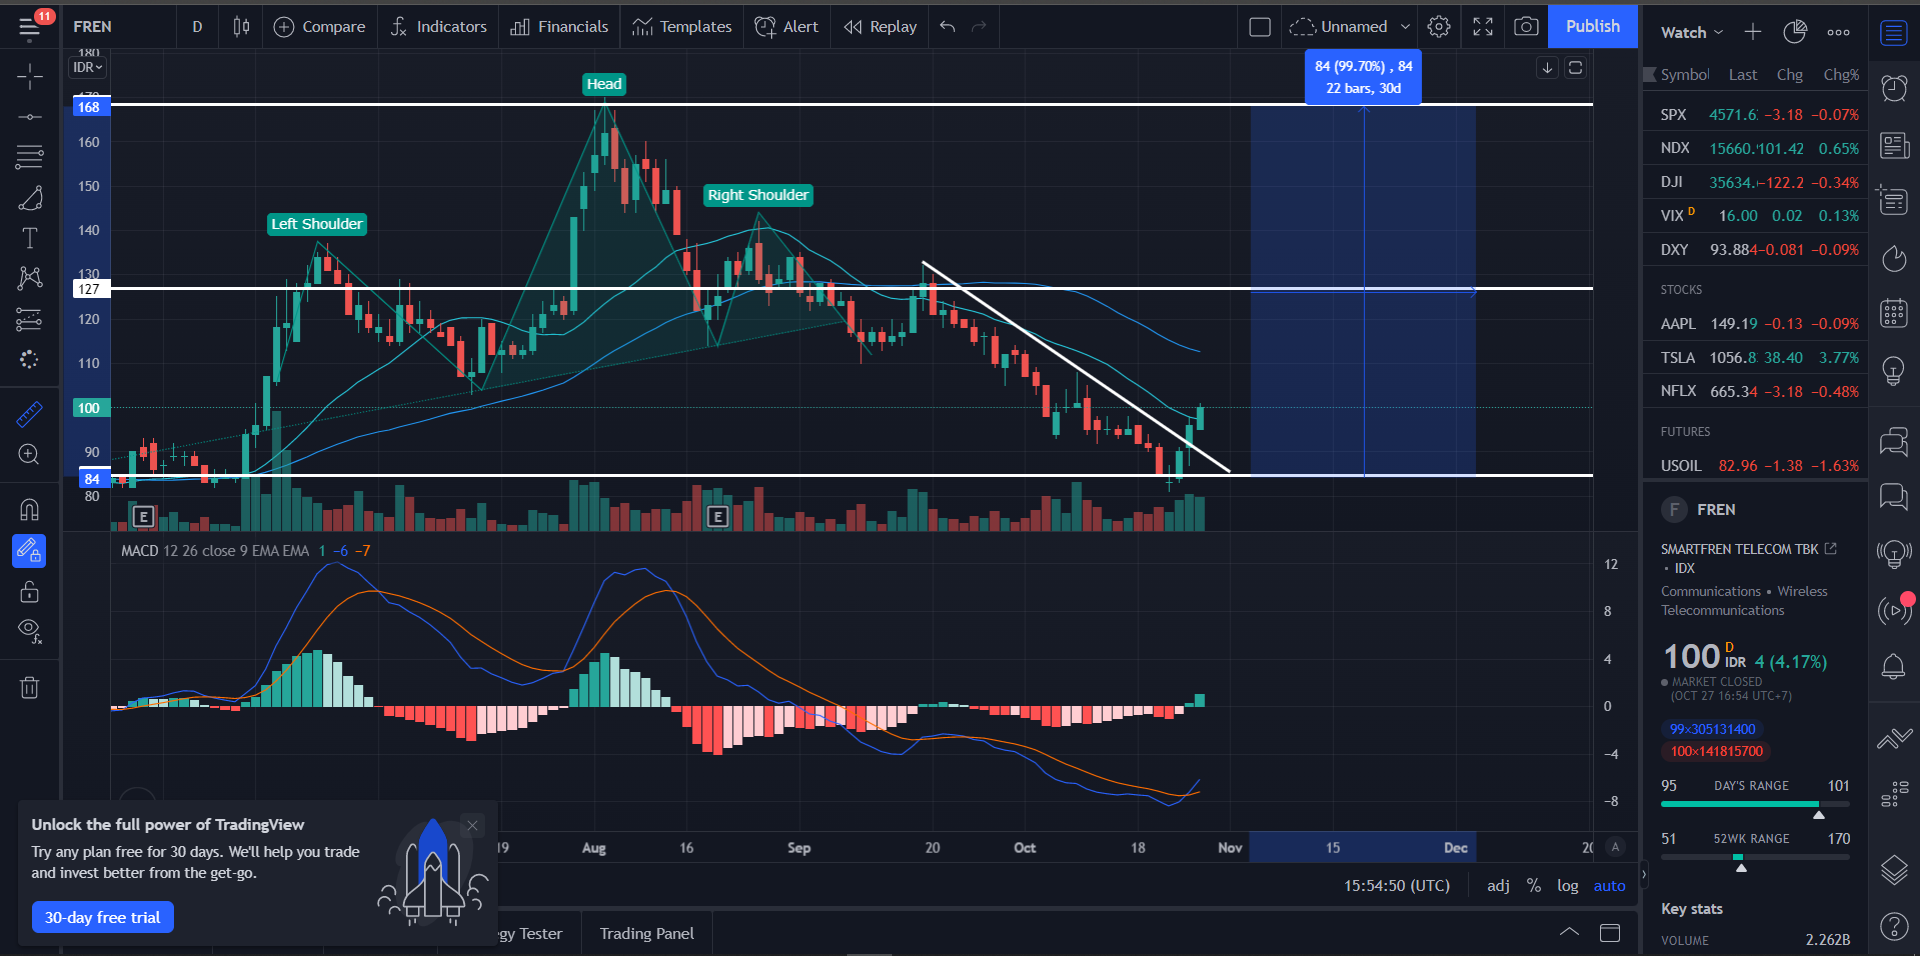 11
FREN
D
Compare
Indicators
Financials
Templates
Alert
Replay
Unnamed
Publish
IDR
180
170
168
160
150
140
130
127
120
110
100
90
84
80
Head
Left Shoulder
Right Shoulder
84 (99.70%) , 84
22 bars, 30d
E
E
MACD 12 26 close 9 EMA EMA 1 −6 −7
12
8
4
0
−4
−8
19 Aug 16 Sep 20 Oct 18 Nov 15 Dec 20
A
15:54:50 (UTC) adj % log auto
Unlock the full power of TradingView
Try any plan free for 30 days. We'll help you trade
and invest better from the get-go.
30-day free trial
egy Tester
Trading Panel
Watch
Symbol Last Chg Chg%
SPX 4571.6 −3.18 −0.07%
NDX 15660. 101.42 0.65%
DJI 35634. −122.2 −0.34%
VIX D 16.00 0.02 0.13%
DXY 93.884 −0.081 −0.09%
STOCKS
AAPL 149.19 −0.13 −0.09%
TSLA 1056.8 38.40 3.77%
NFLX 665.34 −3.18 −0.48%
FUTURES
USOIL 82.96 −1.38 −1.63%
F FREN
SMARTFREN TELECOM TBK
• IDX
Communications • Wireless
Telecommunications
100 D IDR 4 (4.17%)
MARKET CLOSED
(OCT 27 16:54 UTC+7)
99×305131400
100×141815700
95 DAY'S RANGE 101
51 52WK RANGE 170
Key stats
VOLUME 2.262B